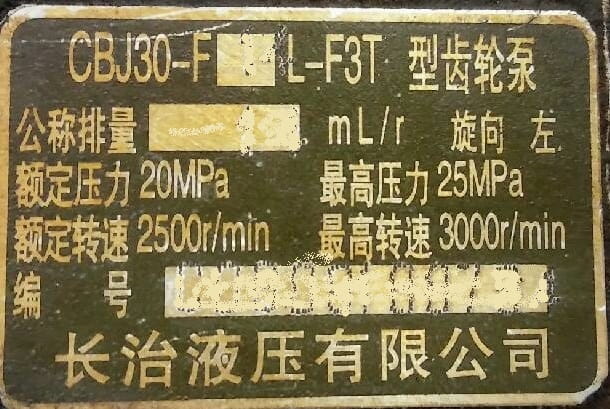 CBJ30-F L-F3T 型齿轮泵
公称排量 mL/r 旋向 左
额定压力 20MPa 最高压力 25MPa
额定转速 2500r/min 最高转速 3000r/min
编 号
长治液压有限公司